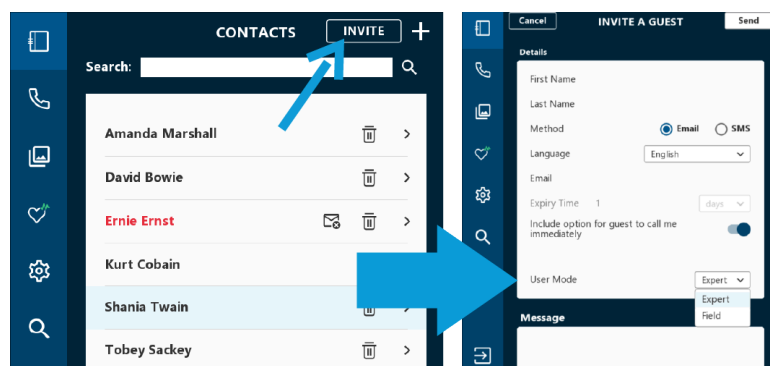 CONTACTS
INVITE
Search:
Amanda Marshall
David Bowie
Ernie Ernst
Kurt Cobain
Shania Twain
Tobey Sackey
Cancel
INVITE A GUEST
Send
Details
First Name
Last Name
Method
Email
SMS
Language
English
Email
Expiry Time 1
days
Include option for guest to call me
immediately
User Mode
Expert
Expert
Field
Message